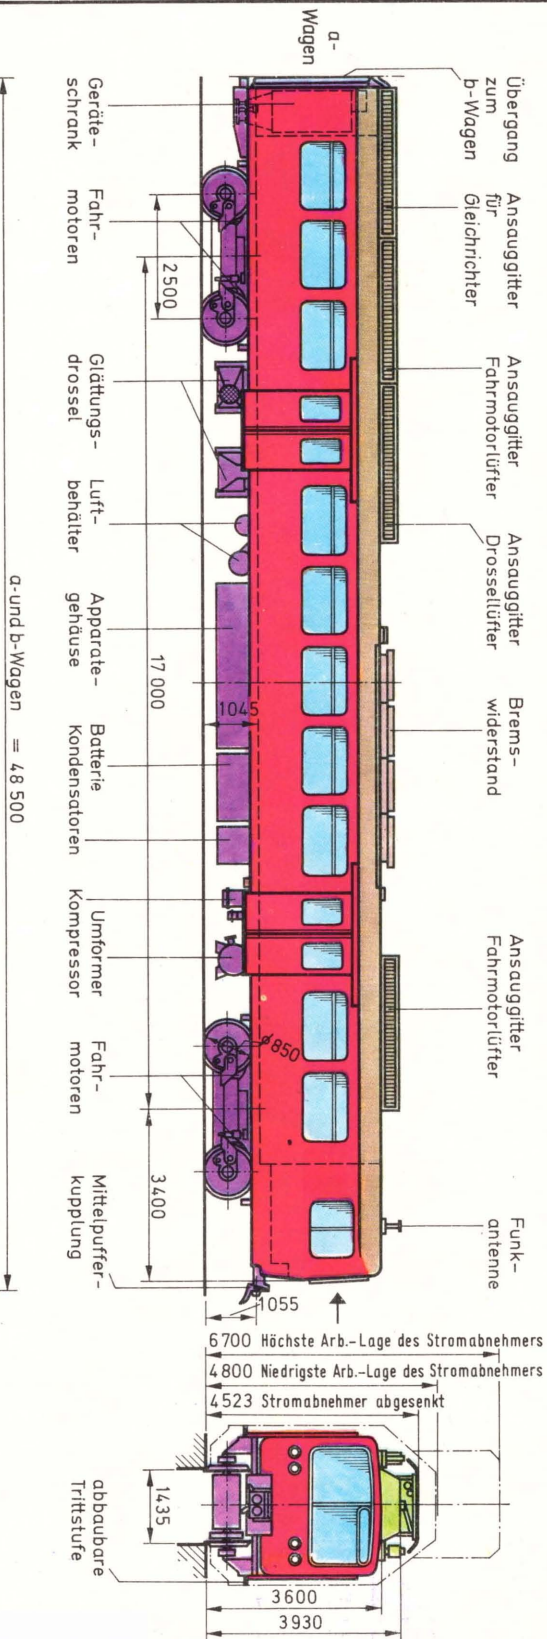 a-
Wagen
Übergang
zum
b-Wagen
Ansauggitter
für
Gleichrichter
Ansauggitter
Fahrmotorlüfter
Ansauggitter
Drossellüfter
Brems-
widerstand
Ansauggitter
Fahrmotorlüfter
Funk-
antenne
2500
17 000
1045
⌀850
3400
1055
Geräte-
schrank
Fahr-
motoren
Glättungs-
drossel
Luft-
behälter
Apparate-
gehäuse
Batterie
Kondensatoren
Umformer
Kompressor
Fahr-
motoren
Mittelpuffer-
kupplung
a-und b-Wagen = 48 500
6700 Höchste Arb.-Lage des Stromabnehmers
4800 Niedrigste Arb.-Lage des Stromabnehmers
4523 Stromabnehmer abgesenkt
1435
abbaubare
Trittstufe
3600
3930